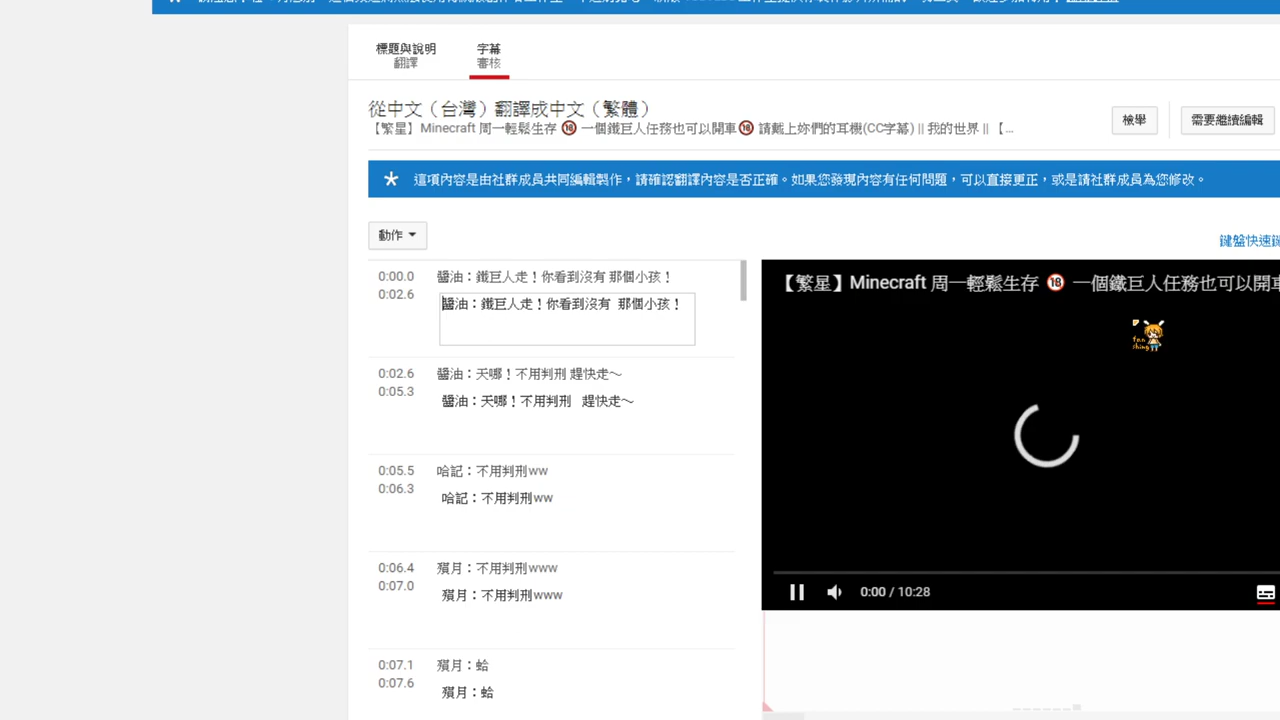 標題與說明
翻譯
字幕
審核
從中文（台灣）翻譯成中文（繁體）
【繁星】Minecraft 周一輕鬆生存 🔞 一個鐵巨人任務也可以開車🔞 請戴上妳們的耳機(CC字幕) || 我的世界 || 【...
檢舉
需要繼續編輯
這項內容是由社群成員共同編輯製作，請確認翻譯內容是否正確。如果您發現內容有任何問題，可以直接更正，或是請社群成員為您修改。
動作
鍵盤快速鍵
0:00.0 醬油：鐵巨人走！你看到沒有 那個小孩！
0:02.6 醬油：鐵巨人走！你看到沒有 那個小孩！
0:02.6 醬油：天哪！不用判刑 趕快走～
0:05.3 醬油：天哪！不用判刑 趕快走～
0:05.5 哈記：不用判刑ww
0:06.3 哈記：不用判刑ww
0:06.4 殞月：不用判刑www
0:07.0 殞月：不用判刑www
0:07.1 殞月：蛤
0:07.6 殞月：蛤
【繁星】Minecraft 周一輕鬆生存 🔞 一個鐵巨人任務也可以開車
0:00 / 10:28